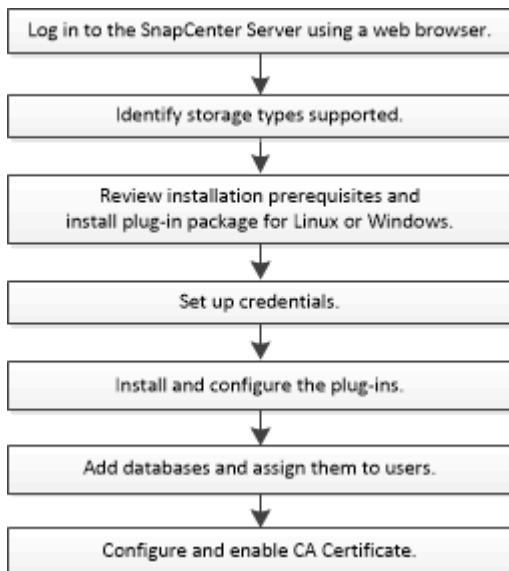 Log in to the SnapCenter Server using a web browser.
Identify storage types supported.
Review installation prerequisites and
install plug-in package for Linux or Windows.
Set up credentials.
Install and configure the plug-ins.
Add databases and assign them to users.
Configure and enable CA Certificate.